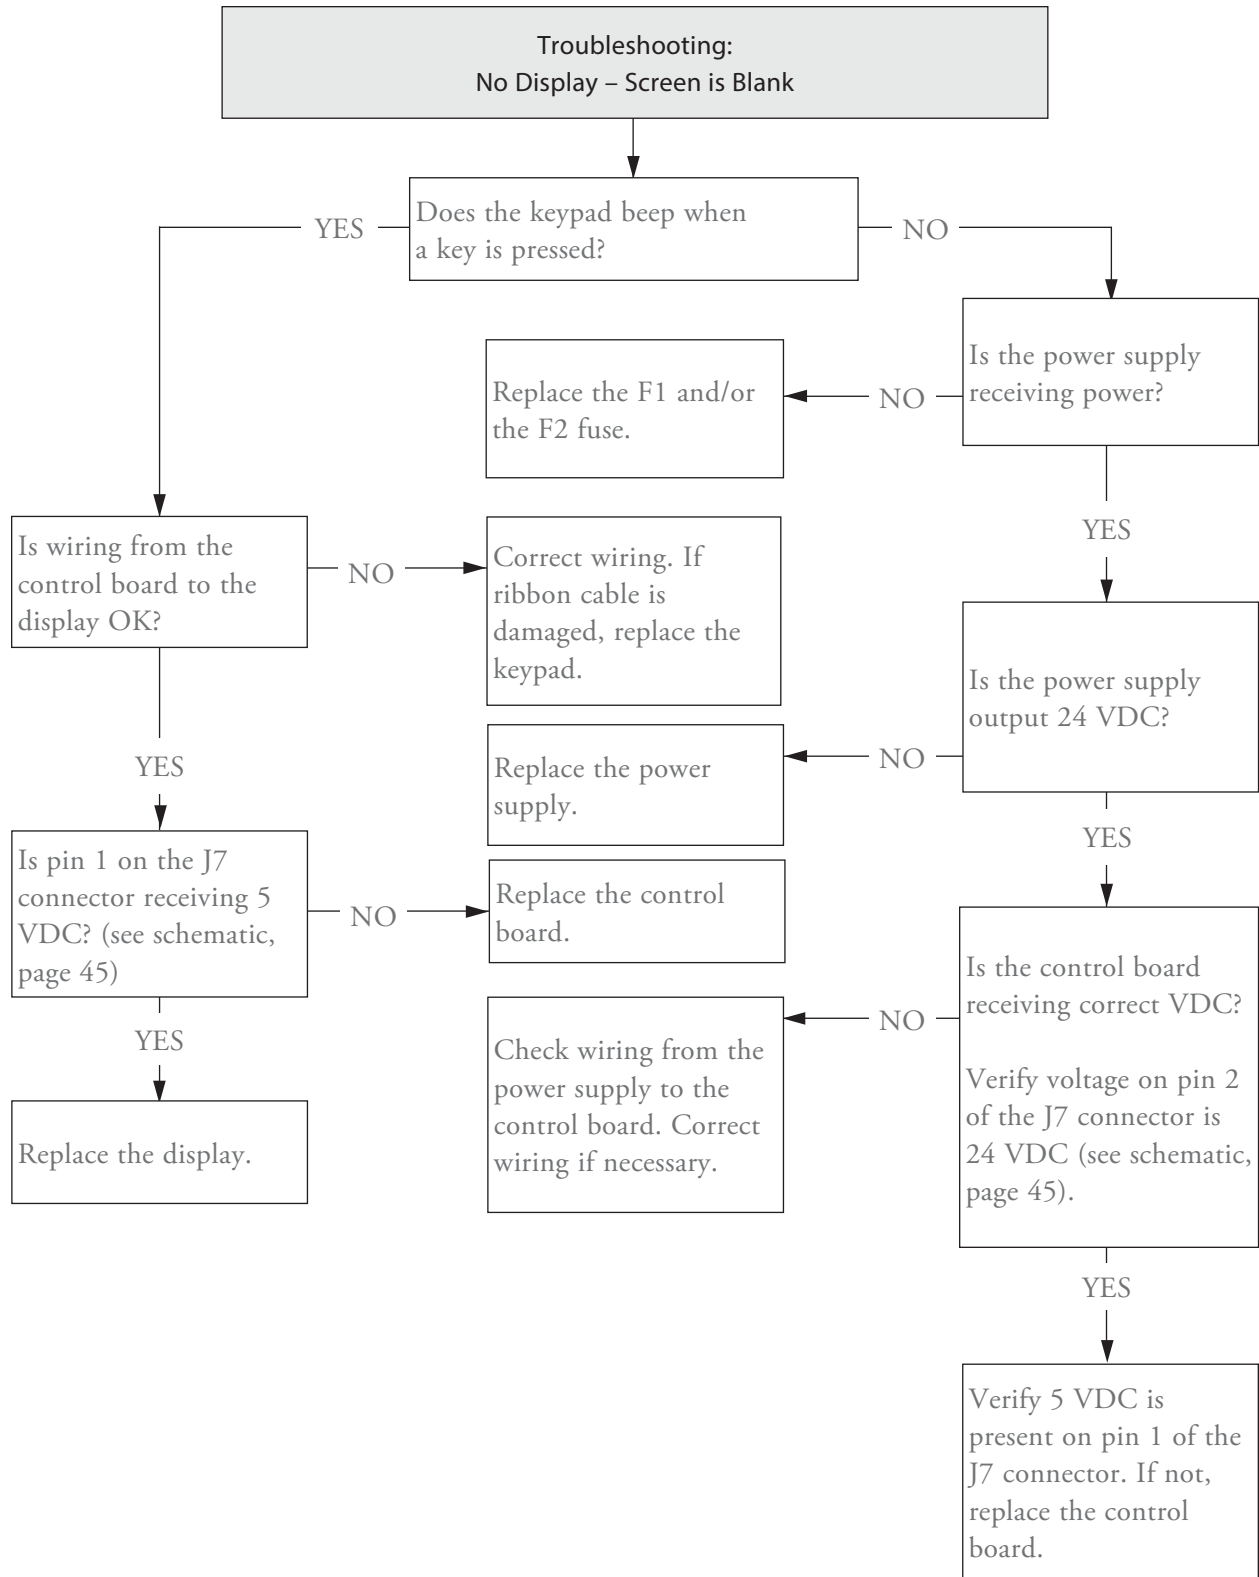 Troubleshooting:
No Display – Screen is Blank
Does the keypad beep when
a key is pressed?
YES
NO
Is the power supply
receiving power?
NO
Replace the F1 and/or
the F2 fuse.
YES
Is wiring from the
control board to the
display OK?
NO
Correct wiring. If
ribbon cable is
damaged, replace the
keypad.
Is the power supply
output 24 VDC?
NO
Replace the power
supply.
YES
YES
Is pin 1 on the J7
connector receiving 5
VDC? (see schematic,
page 45)
NO
Replace the control
board.
Is the control board
receiving correct VDC?
Verify voltage on pin 2
of the J7 connector is
24 VDC (see schematic,
page 45).
NO
Check wiring from the
power supply to the
control board. Correct
wiring if necessary.
YES
Replace the display.
YES
Verify 5 VDC is
present on pin 1 of the
J7 connector. If not,
replace the control
board.